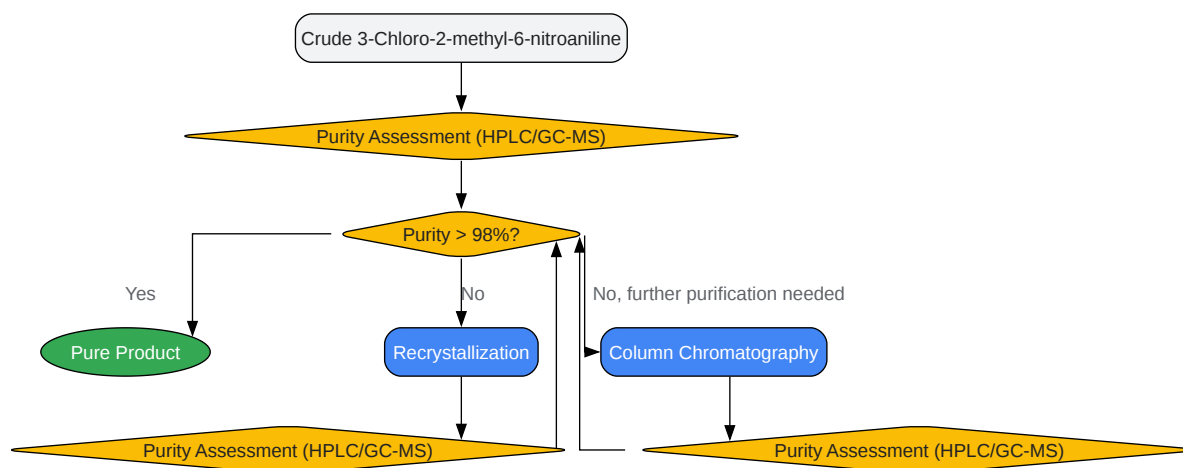 Crude 3-Chloro-2-methyl-6-nitroaniline
Purity Assessment (HPLC/GC-MS)
Purity > 98%?
Yes
No
No, further purification needed
Pure Product
Recrystallization
Column Chromatography
Purity Assessment (HPLC/GC-MS)
Purity Assessment (HPLC/GC-MS)